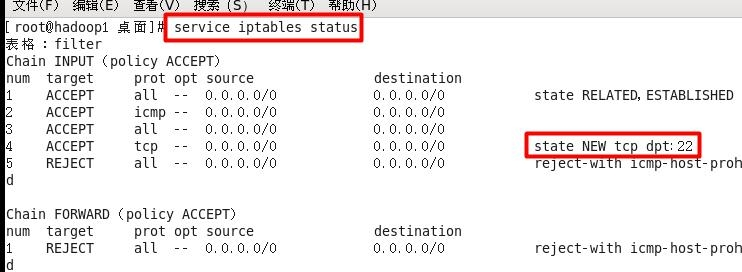 文件(F) 编辑(E) 查看(V) 搜索(S) 终端(T) 帮助(H)
[root@hadoop1 桌面]# service iptables status
表格：filter
Chain INPUT (policy ACCEPT)
num target prot opt source destination
1 ACCEPT all -- 0.0.0.0/0 0.0.0.0/0 state RELATED,ESTABLISHED
2 ACCEPT icmp -- 0.0.0.0/0 0.0.0.0/0
3 ACCEPT all -- 0.0.0.0/0 0.0.0.0/0
4 ACCEPT tcp -- 0.0.0.0/0 0.0.0.0/0 state NEW tcp dpt:22
5 REJECT all -- 0.0.0.0/0 0.0.0.0/0 reject-with icmp-host-proh
d
Chain FORWARD (policy ACCEPT)
num target prot opt source destination
1 REJECT all -- 0.0.0.0/0 0.0.0.0/0 reject-with icmp-host-proh
d